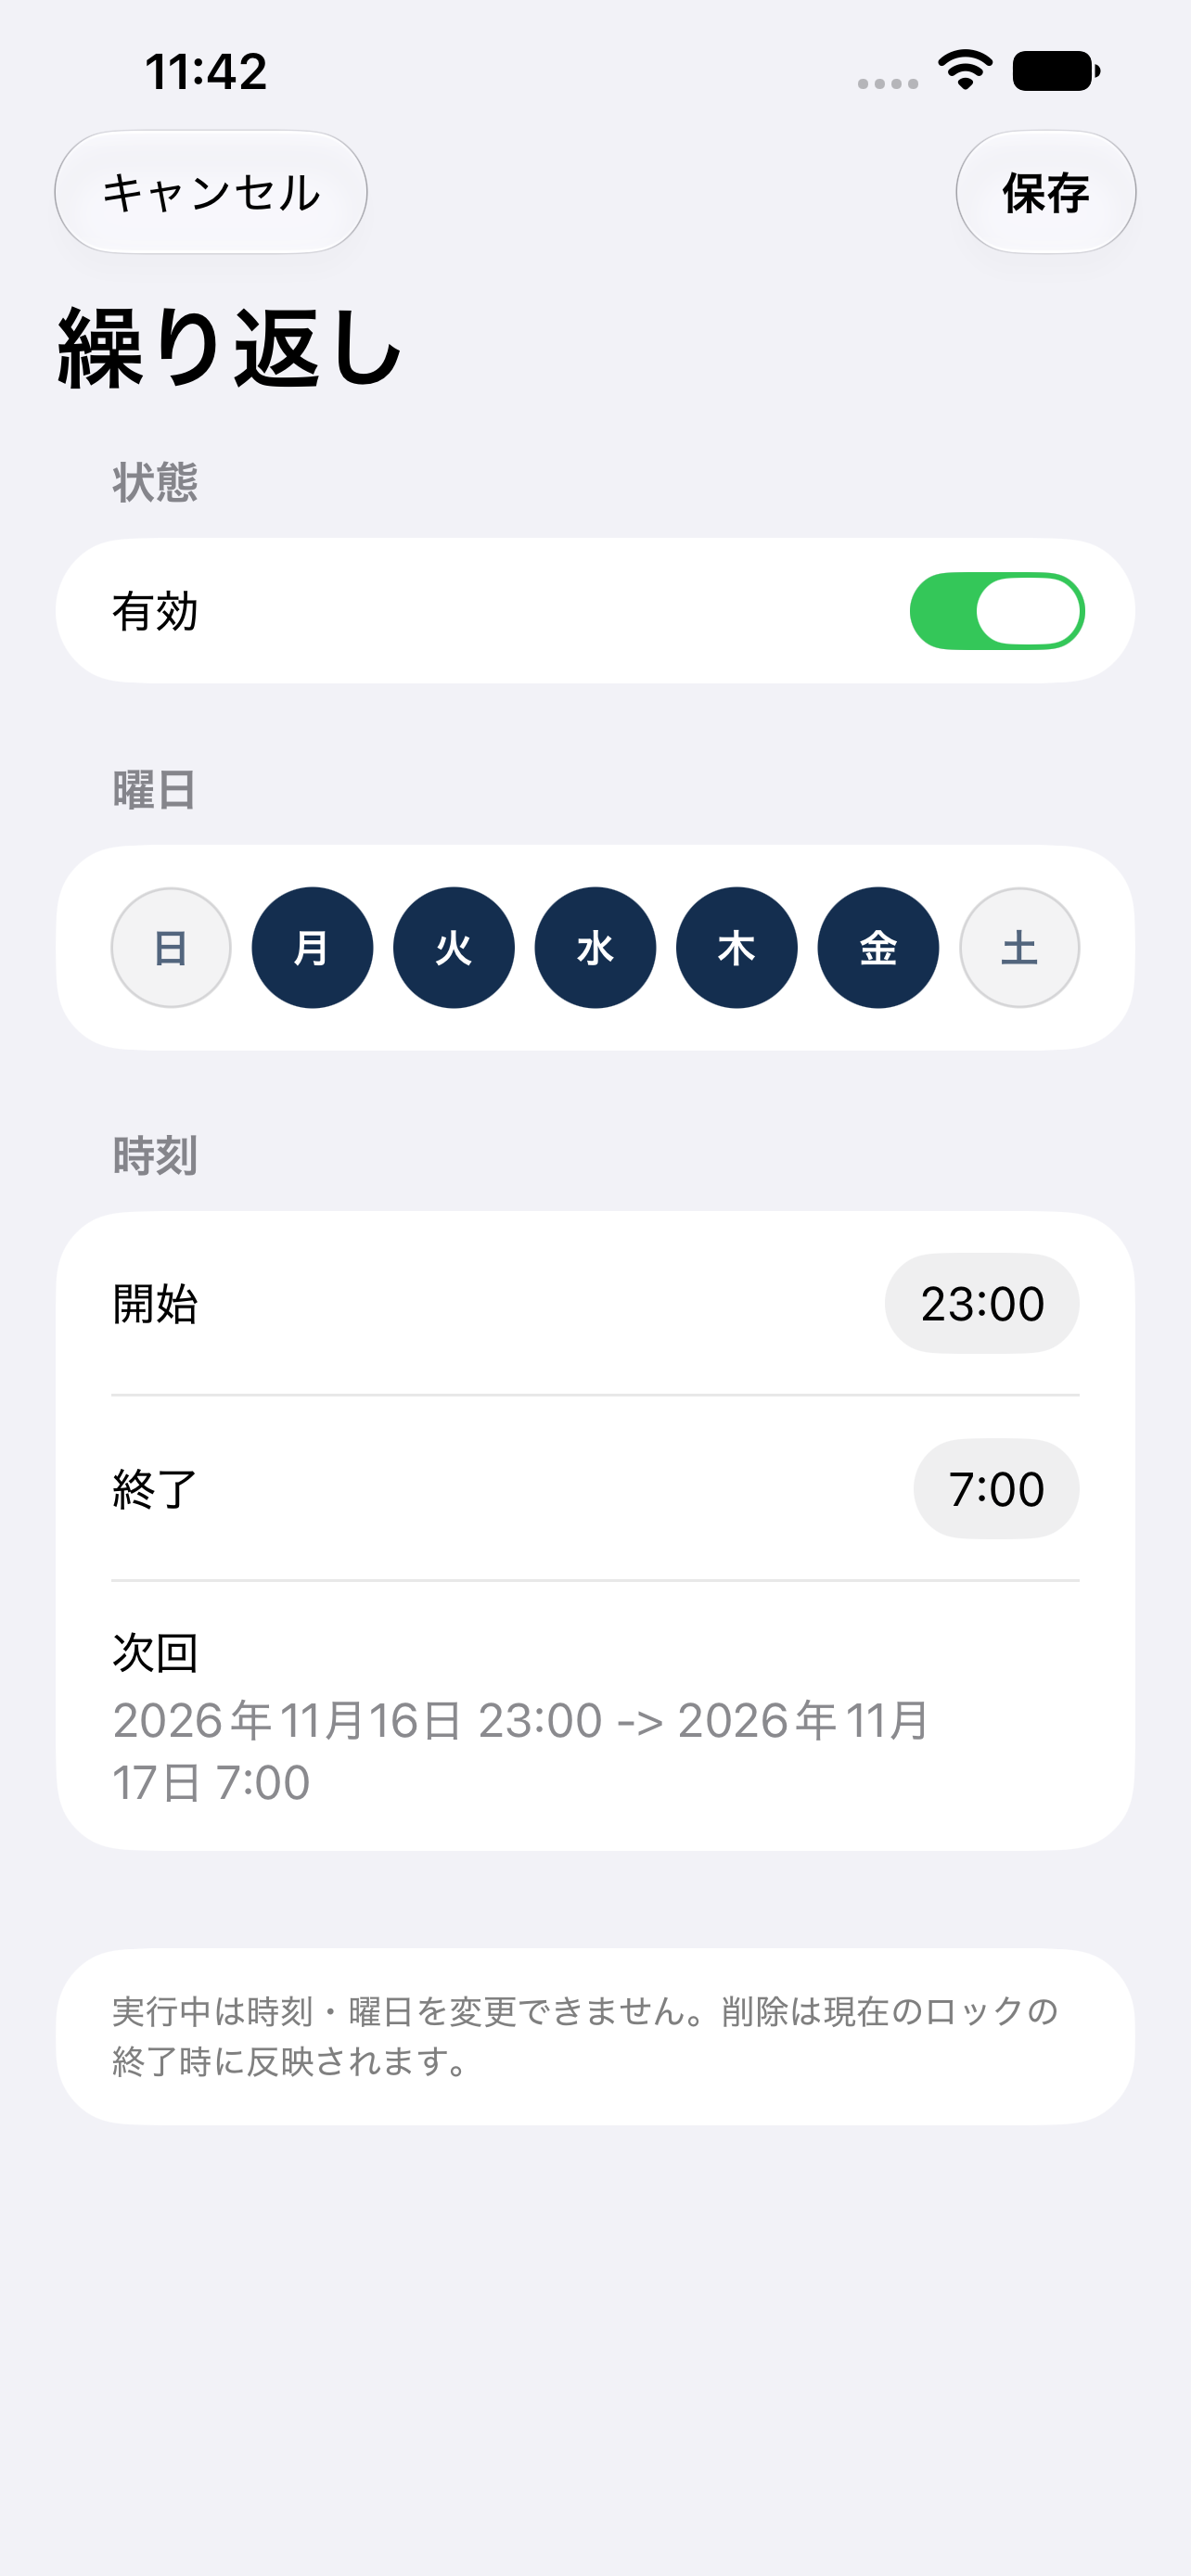 11:42
キャンセル
保存
繰り返し
状態
有効
曜日
日 月 火 水 木 金 土
時刻
開始 23:00
終了 7:00
次回
2026年11月16日 23:00 -> 2026年11月
17日 7:00
実行中は時刻・曜日を変更できません。削除は現在のロックの
終了時に反映されます。